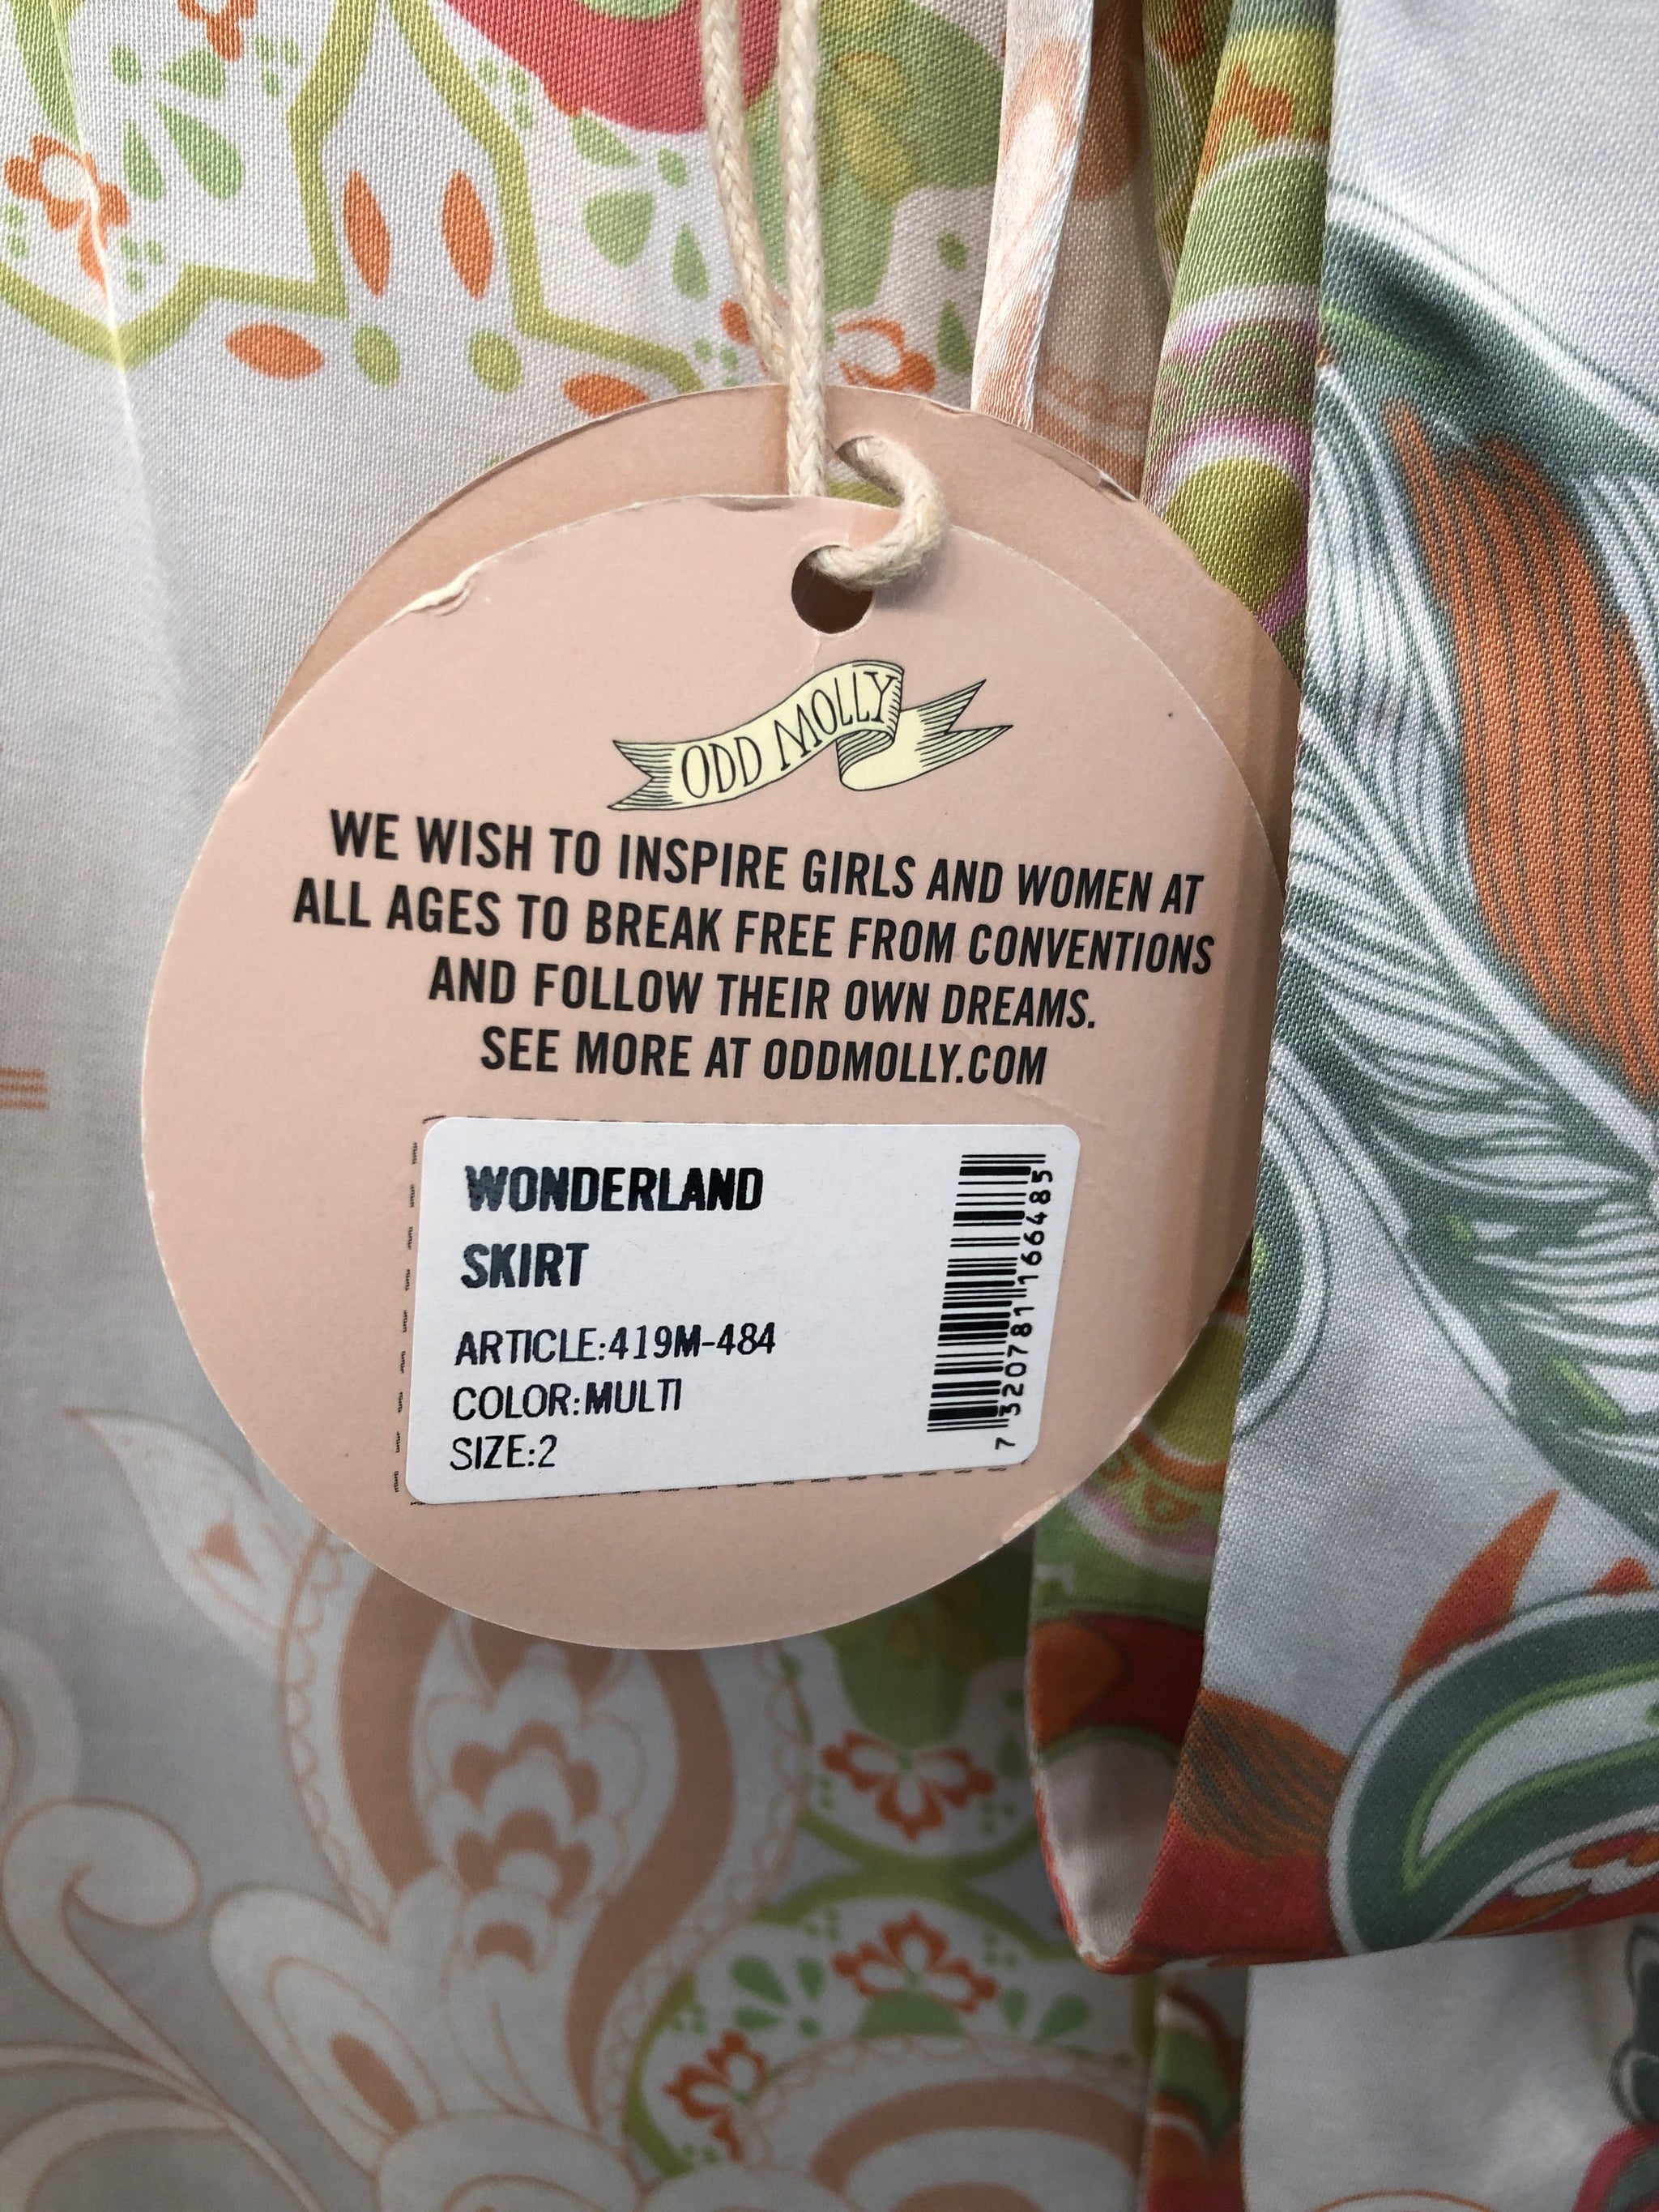 ODD MOLLY
WE WISH TO INSPIRE GIRLS AND WOMEN AT
ALL AGES TO BREAK FREE FROM CONVENTIONS
AND FOLLOW THEIR OWN DREAMS.
SEE MORE AT ODDMOLLY.COM
WONDERLAND
SKIRT
ARTICLE:419M-484
COLOR:MULTI
SIZE:2
7 320781 166485